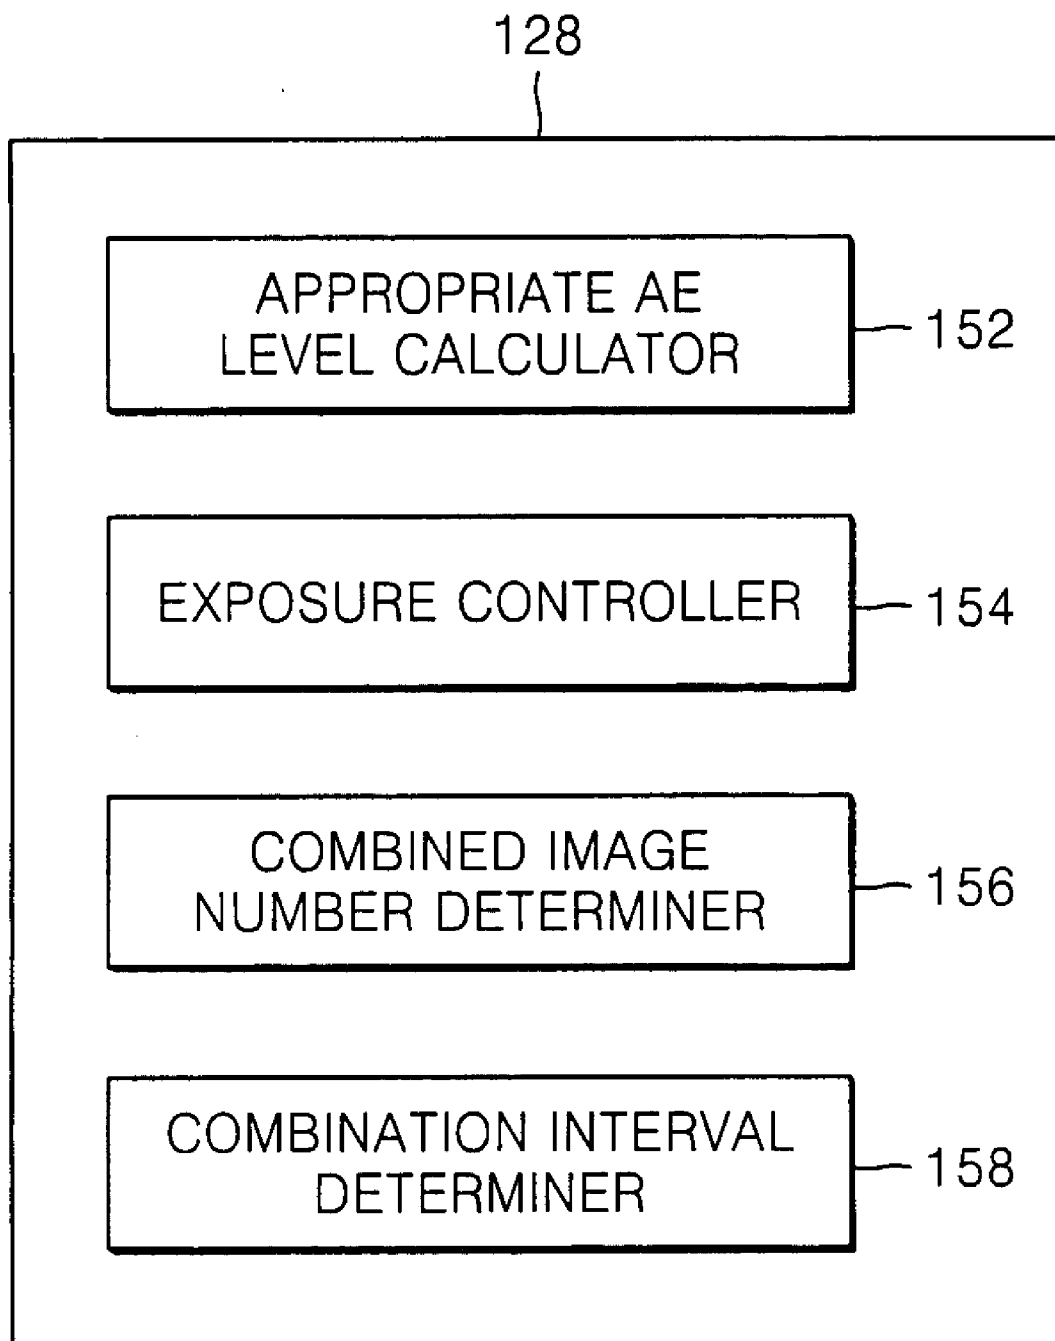 128
APPROPRIATE AE
LEVEL CALCULATOR
152
EXPOSURE CONTROLLER
154
COMBINED IMAGE
NUMBER DETERMINER
156
COMBINATION INTERVAL
DETERMINER
158